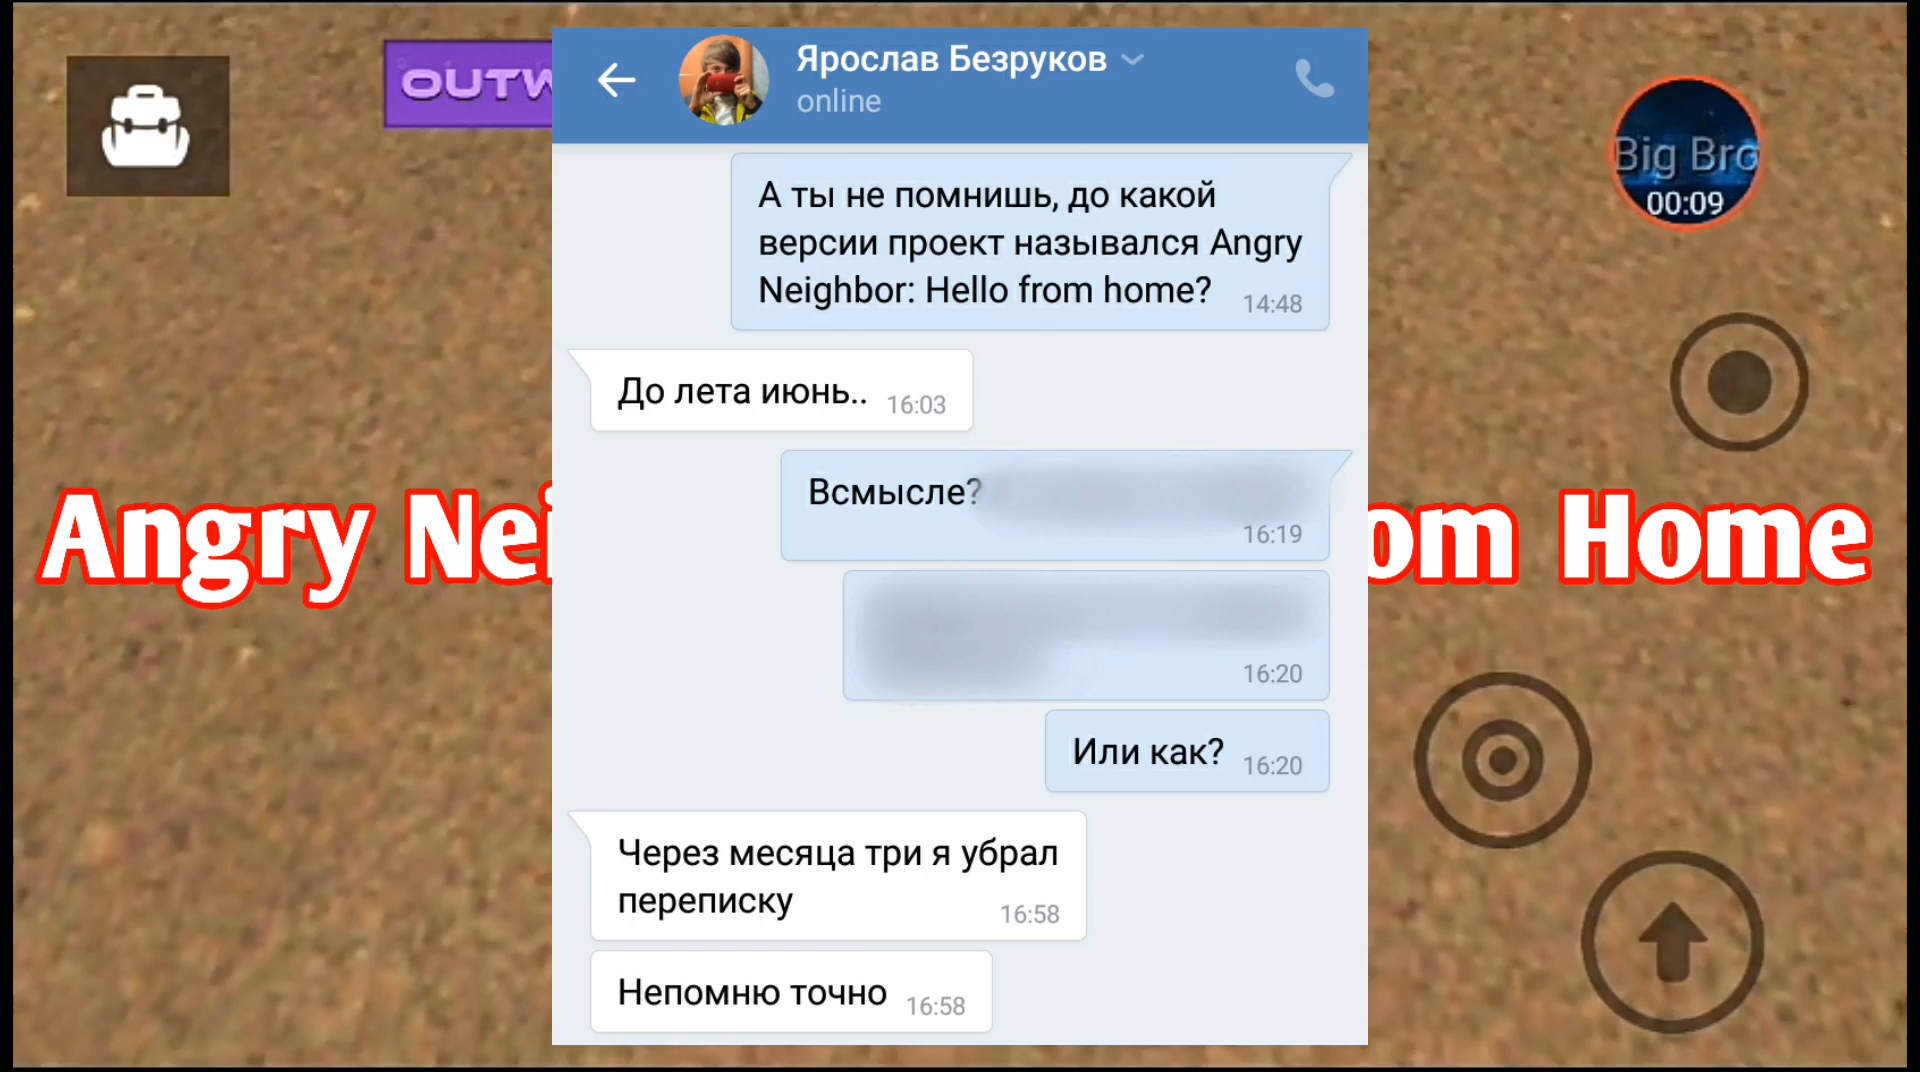 OUTW
Ярослав Безруков
online
Big Bro
00:09
А ты не помнишь, до какой
версии проект назывался Angry
Neighbor: Hello from home?
14:48
До лета июнь..
16:03
Всмысле?
16:19
Angry Nei
om Home
16:20
Или как?
16:20
Через месяца три я убрал
переписку
16:58
Непомню точно
16:58